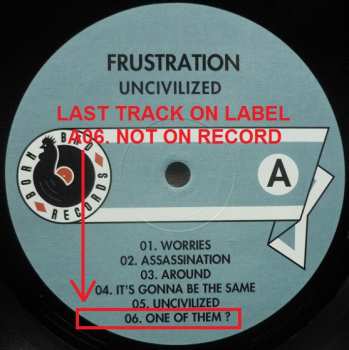 FRUSTRATION
UNCIVILIZED
LAST TRACK ON LABEL
A06. NOT ON RECORD
BORN BAD RECORDS
A
01. WORRIES
02. ASSASSINATION
03. AROUND
04. IT'S GONNA BE THE SAME
05. UNCIVILIZED
06. ONE OF THEM ?